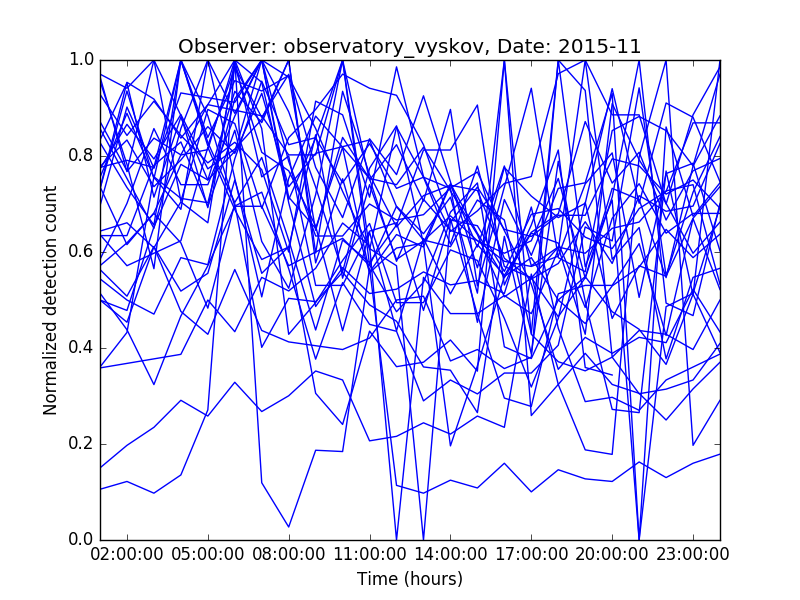 Observer: observatory_vyskov, Date: 2015-11
Normalized detection count
1.0
0.8
0.6
0.4
0.2
0.0
02:00:00 05:00:00 08:00:00 11:00:00 14:00:00 17:00:00 20:00:00 23:00:00
Time (hours)